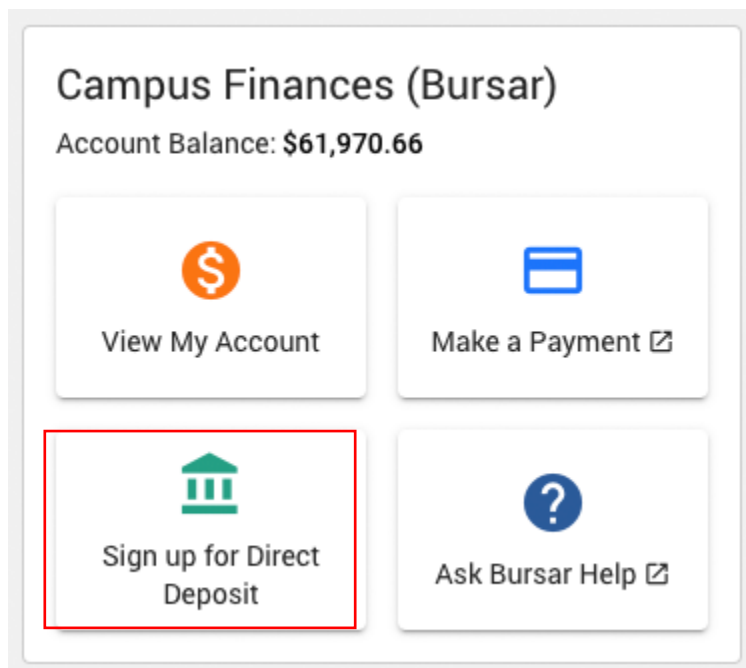 Campus Finances (Bursar)
Account Balance: $61,970.66
View My Account
Make a Payment
Sign up for Direct
Deposit
Ask Bursar Help